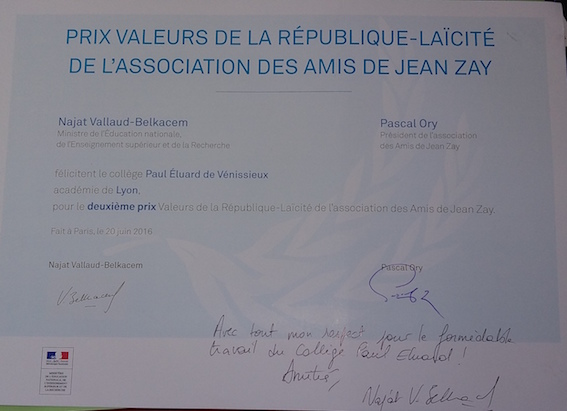 PRIX VALEURS DE LA RÉPUBLIQUE-LAÏCITÉ
DE L'ASSOCIATION DES AMIS DE JEAN ZAY
Najat Vallaud-Belkacem
Ministre de l'Éducation nationale,
de l'Enseignement supérieur et de la Recherche
Pascal Ory
Président de l'association
des Amis de Jean Zay
félicitent le collège Paul Éluard de Vénissieux
académie de Lyon,
pour le deuxième prix Valeurs de la République-Laïcité de l'association des Amis de Jean Zay.
Fait à Paris, le 20 juin 2016
Najat Vallaud-Belkacem
Pascal Ory
V Belkacem
Avec tout mon respect pour le formidable
travail du Collège Paul Eluard !
Amitié,
Najat V. Belkacem